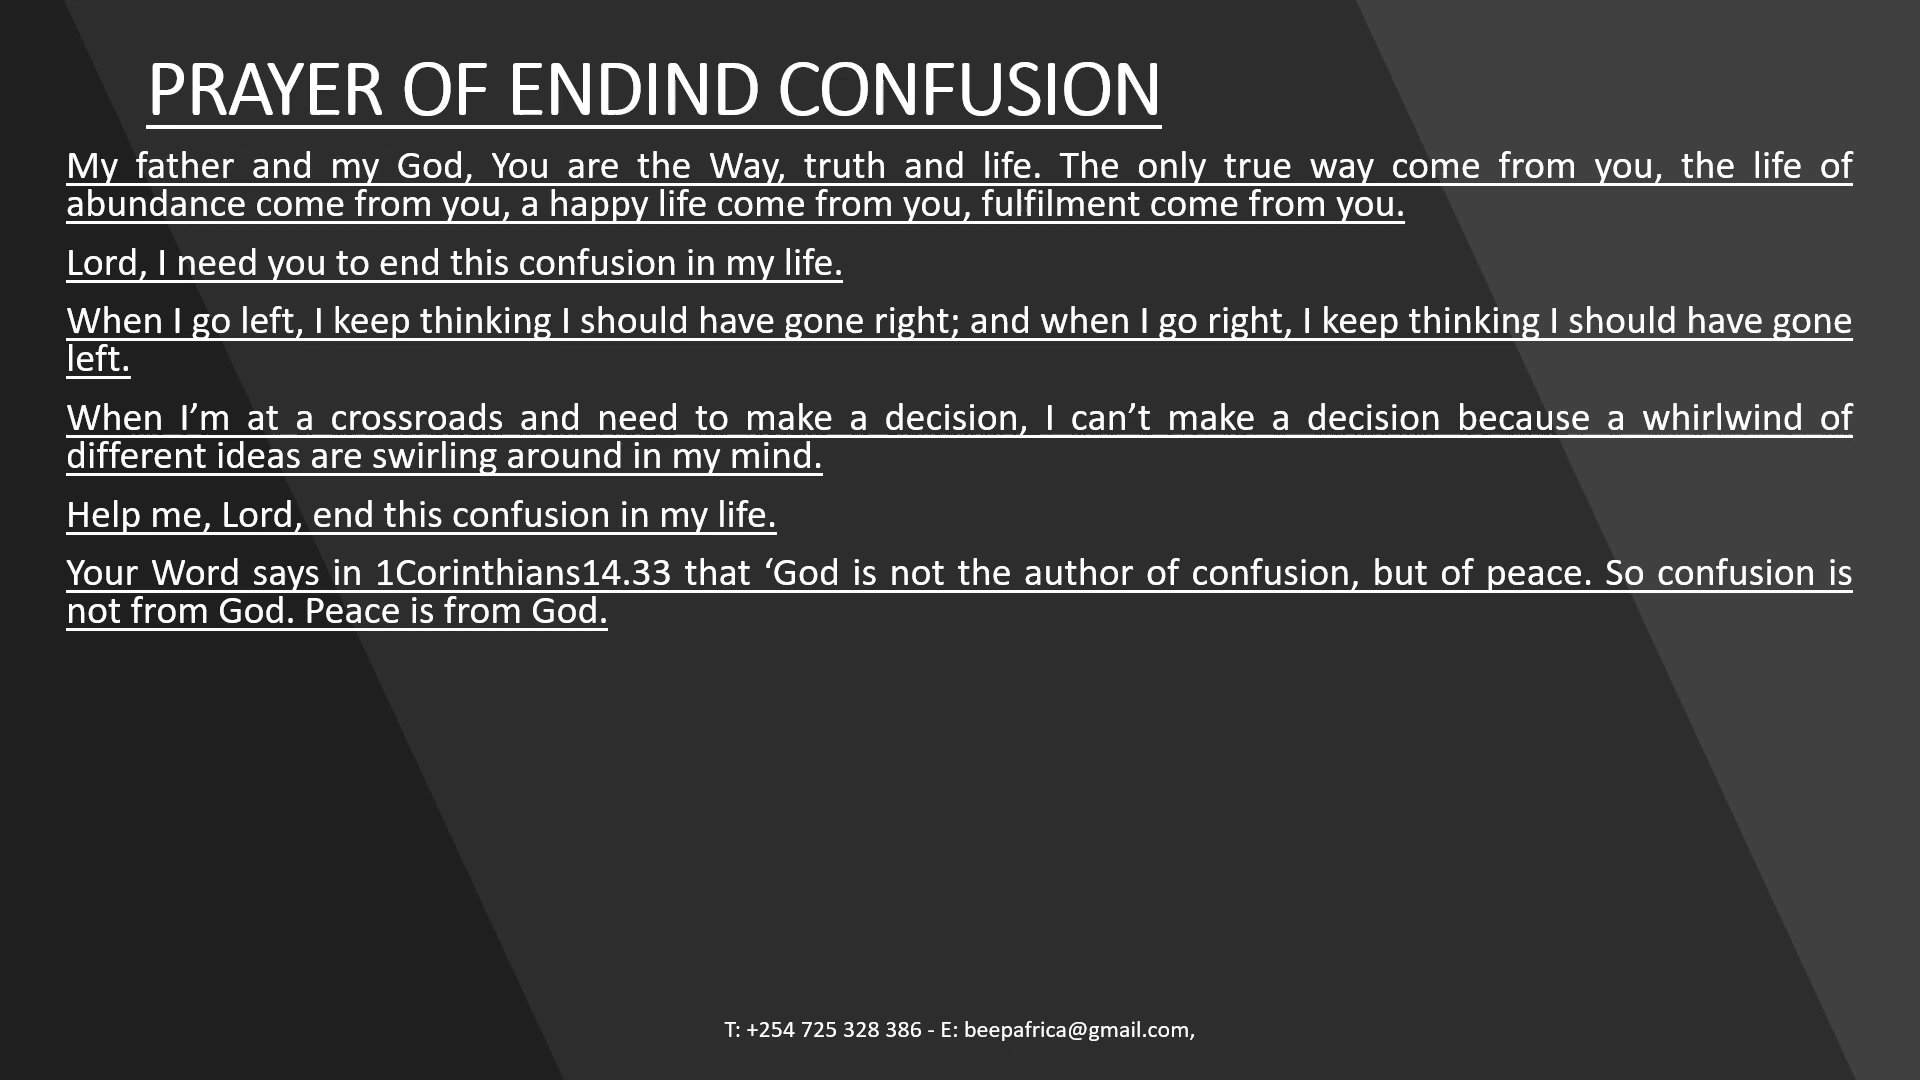 PRAYER OF ENDIND CONFUSION
My father and my God, You are the Way, truth and life. The only true way come from you, the life of
abundance come from you, a happy life come from you, fulfilment come from you.
Lord, I need you to end this confusion in my life.
When I go left, I keep thinking I should have gone right; and when I go right, I keep thinking I should have gone
left.
When I’m at a crossroads and need to make a decision, I can’t make a decision because a whirlwind of
different ideas are swirling around in my mind.
Help me, Lord, end this confusion in my life.
Your Word says in 1Corinthians14.33 that ‘God is not the author of confusion, but of peace. So confusion is
not from God. Peace is from God.
T: +254 725 328 386 - E: beepafrica@gmail.com,